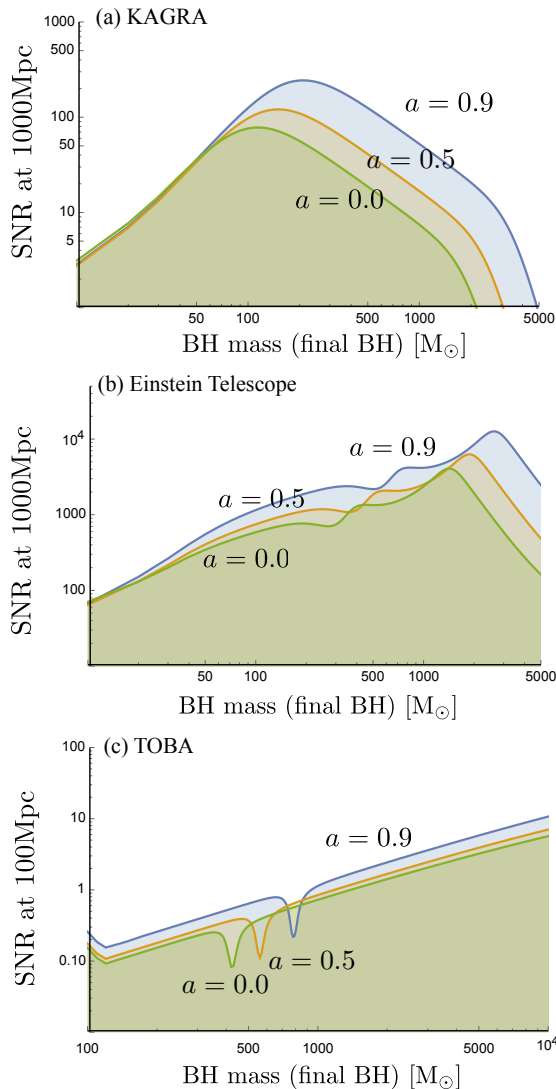 (a) KAGRA
SNR at 1000Mpc
1000
500
100
50
10
5
a = 0.9
a = 0.5
a = 0.0
50 100 500 1000 5000
BH mass (final BH) [M⊙]
(b) Einstein Telescope
SNR at 1000Mpc
10⁴
1000
100
a = 0.9
a = 0.5
a = 0.0
50 100 500 1000 5000
BH mass (final BH) [M⊙]
(c) TOBA
SNR at 100Mpc
100
10
1
0.10
a = 0.9
a = 0.5
a = 0.0
100 500 1000 5000 10⁴
BH mass (final BH) [M⊙]